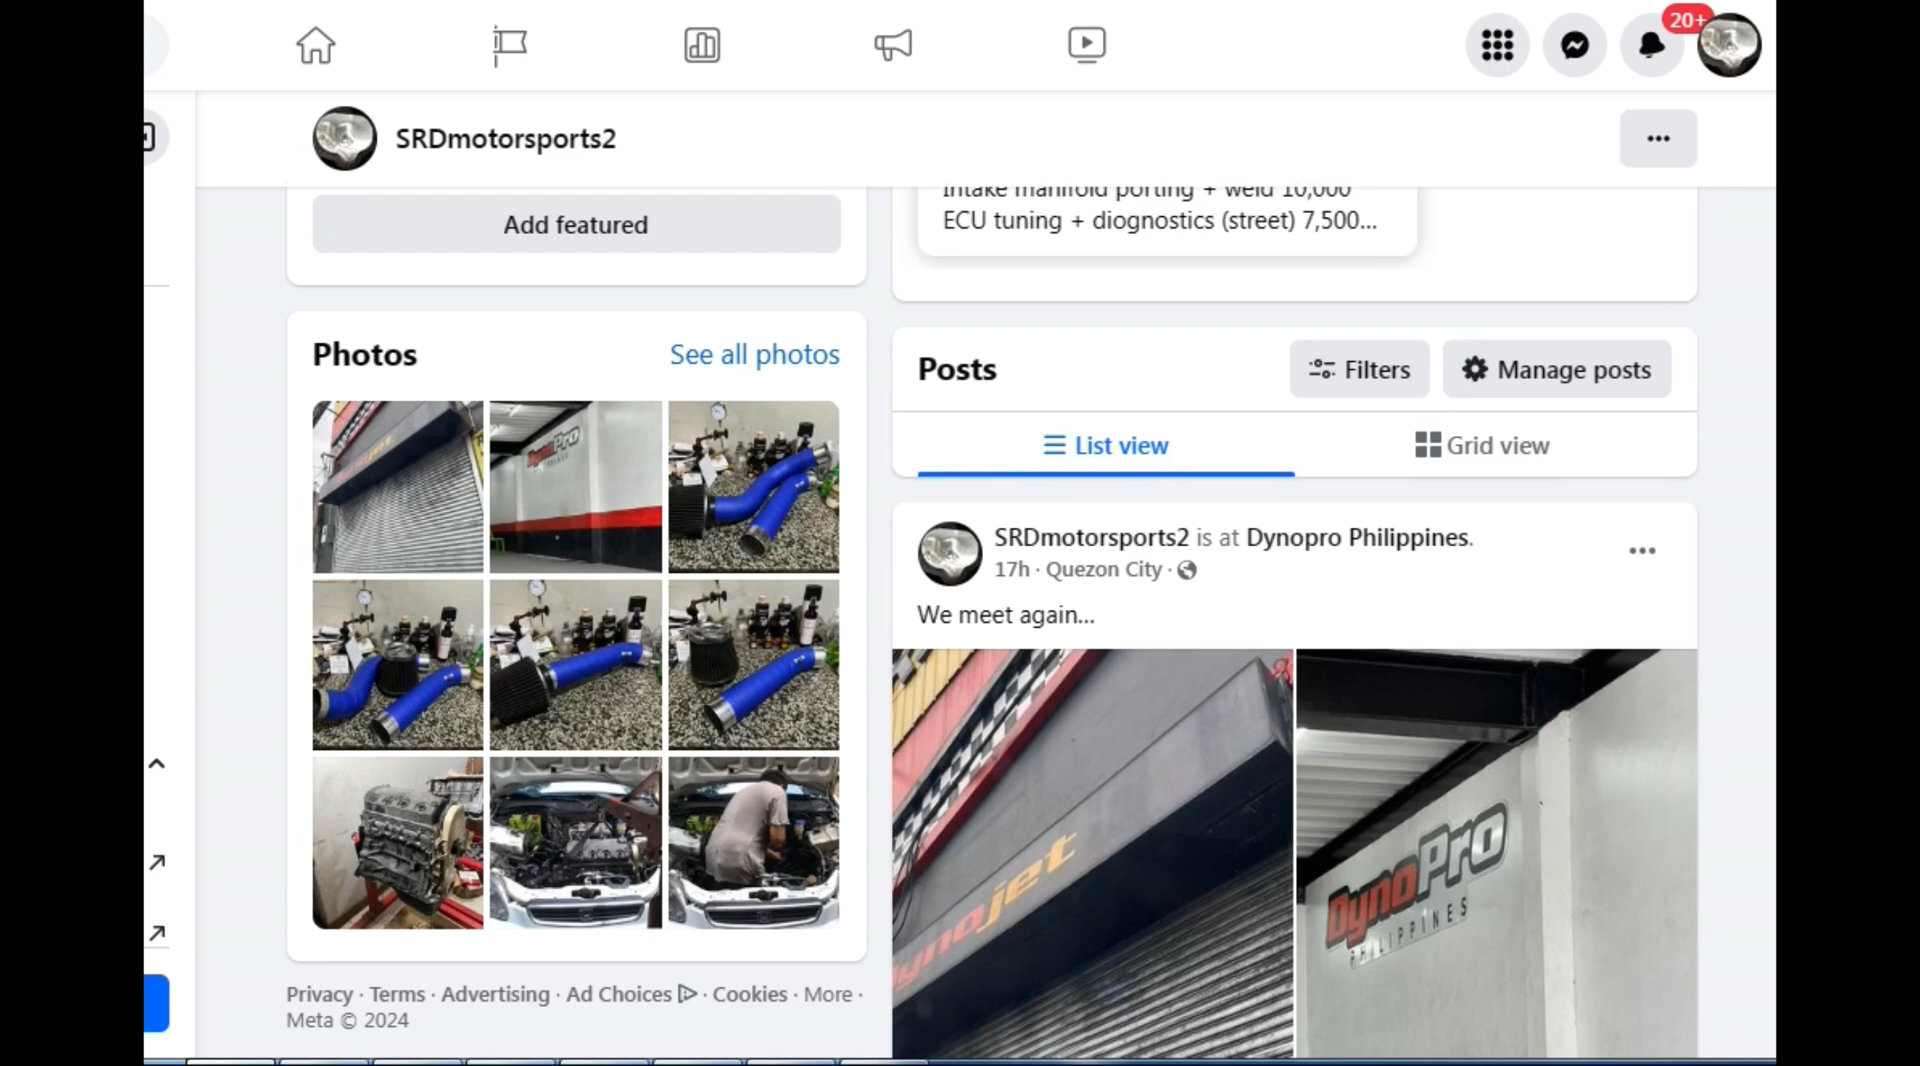 20+
SRDmotorsports2
Add featured
Intake manifold porting + weld 10,000
ECU tuning + diognostics (street) 7,500...
Photos
See all photos
Posts
Filters
Manage posts
List view
Grid view
DynoPro
SRDmotorsports2 is at Dynopro Philippines.
17h · Quezon City ·
We meet again...
ynojet
DynoPro
PHILIPPINES
Privacy · Terms · Advertising · Ad Choices · Cookies · More ·
Meta © 2024